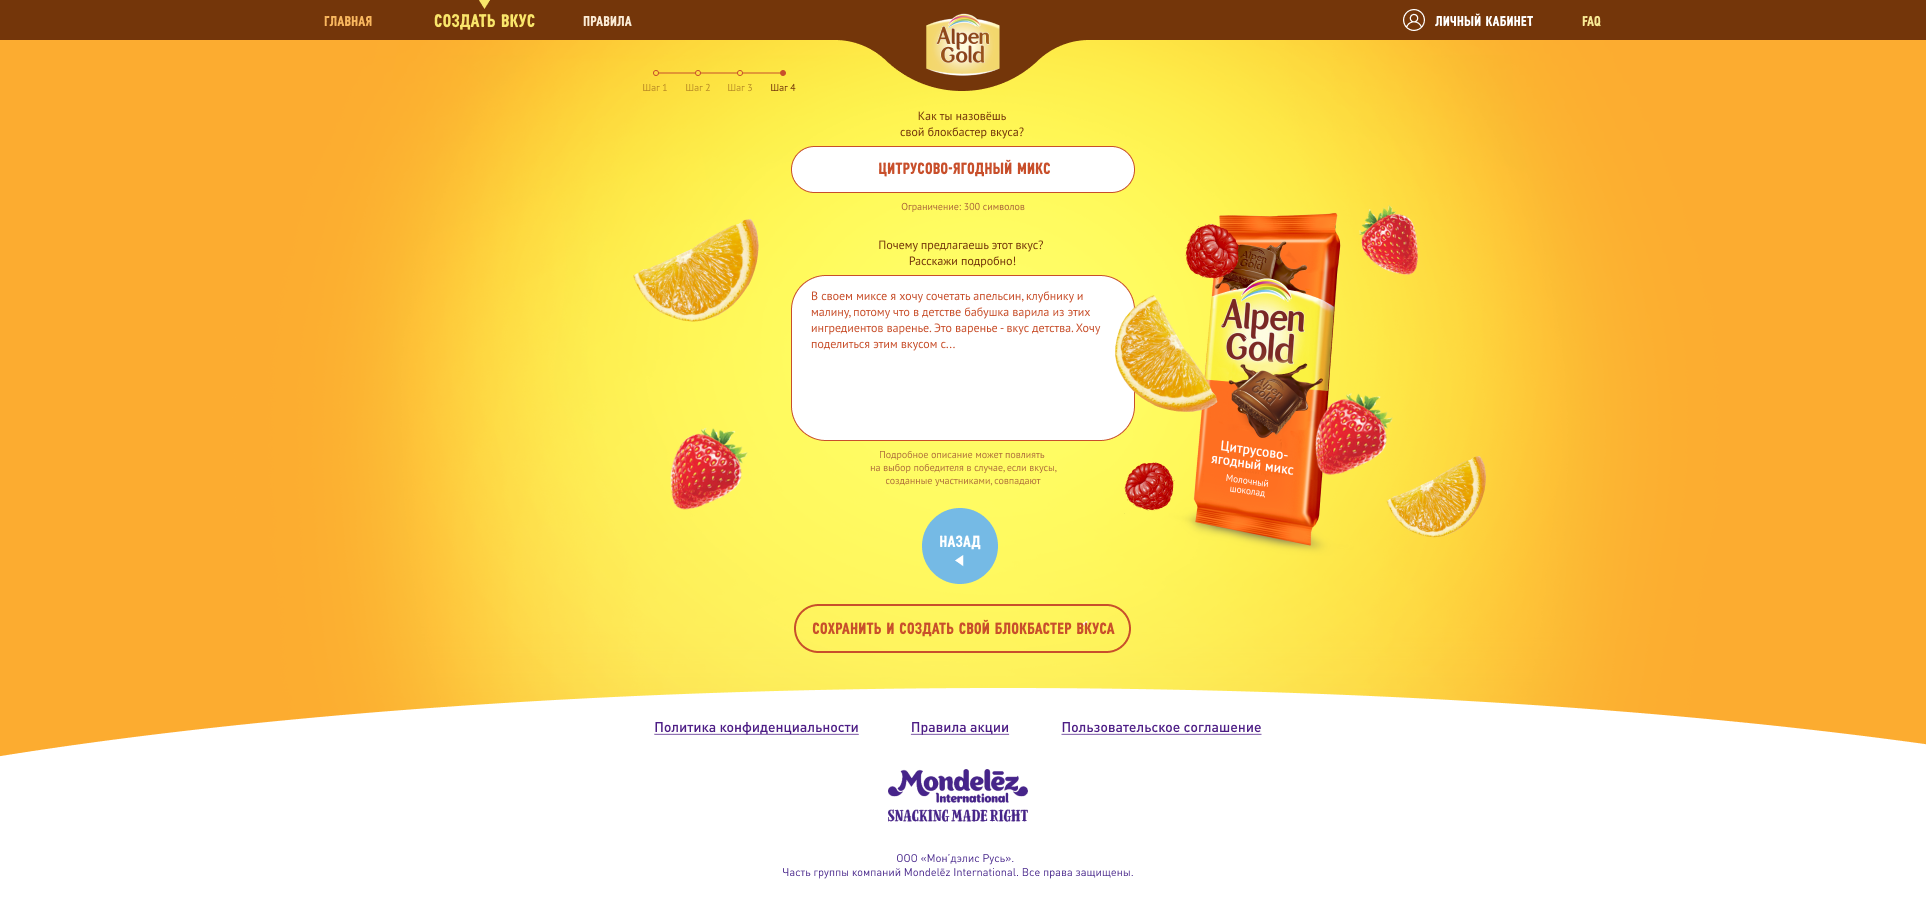 ГЛАВНАЯ
СОЗДАТЬ ВКУС
ПРАВИЛА
Alpen
Gold
ЛИЧНЫЙ КАБИНЕТ
FAQ
Шаг 1
Шаг 2
Шаг 3
Шаг 4
Как ты назовёшь
свой блокбастер вкуса?
ЦИТРУСОВО-ЯГОДНЫЙ МИКС
Ограничение: 300 символов
Почему предлагаешь этот вкус?
Расскажи подробно!
В своем миксе я хочу сочетать апельсин, клубнику и
малину, потому что в детстве бабушка варила из этих
ингредиентов варенье. Это варенье - вкус детства. Хочу
поделиться этим вкусом с...
Подробное описание может повлиять
на выбор победителя в случае, если вкусы,
созданные участниками, совпадают
Alpen
Gold
Alpen
Gold
Alpen
Gold
Цитрусово-
ягодный микс
Молочный
шоколад
НАЗАД
СОХРАНИТЬ И СОЗДАТЬ СВОЙ БЛОКБАСТЕР ВКУСА
Политика конфиденциальности
Правила акции
Пользовательское соглашение
Mondelēz
International
SNACKING MADE RIGHT
ООО «Мон’дэлис Русь».
Часть группы компаний Mondelēz International. Все права защищены.